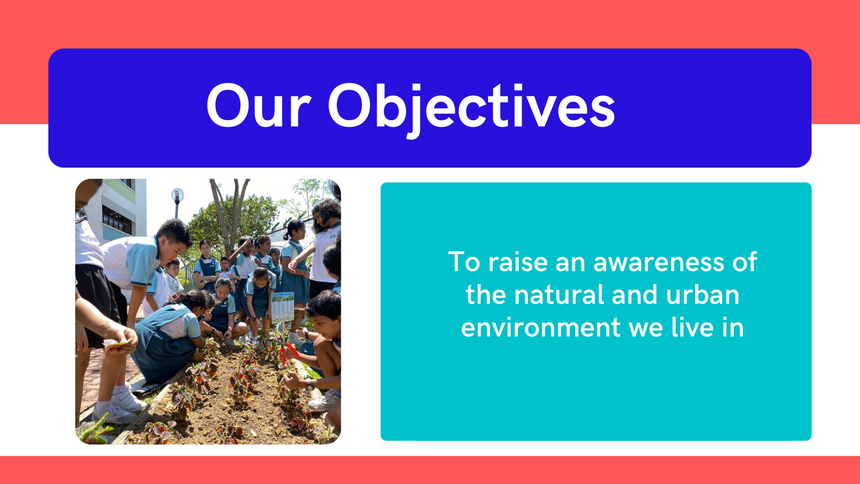 Our Objectives
To raise an awareness of
the natural and urban
environment we live in